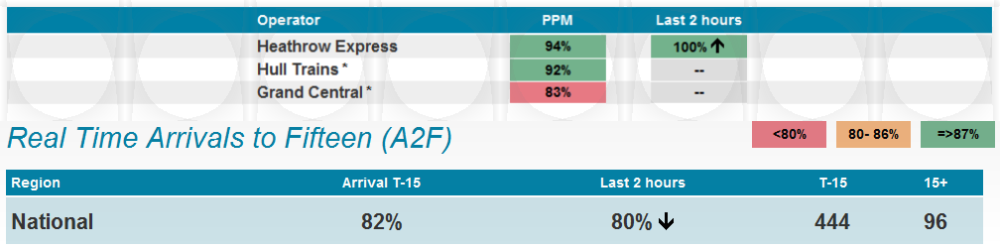 Operator PPM Last 2 hours
Heathrow Express 94% 100% ↑
Hull Trains * 92% --
Grand Central * 83% --
Real Time Arrivals to Fifteen (A2F) <80% 80- 86% =>87%
Region Arrival T-15 Last 2 hours T-15 15+
National 82% 80% ↓ 444 96